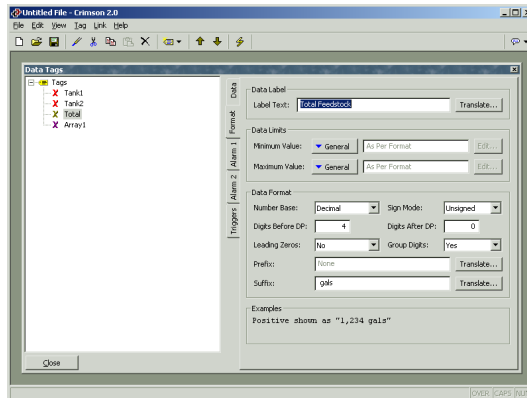 Untitled File - Crimson 2.0
File Edit View Tag Link Help
Data Tags
Tags
Tank1
Tank2
Total
Array1
Data
Format
Alarm 1
Alarm 2
Triggers
Data Label
Label Text: Total Feedstock Translate...
Data Limits
Minimum Value: General As Per Format Edit...
Maximum Value: General As Per Format Edit...
Data Format
Number Base: Decimal Sign Mode: Unsigned
Digits Before DP: 4 Digits After DP: 0
Leading Zeros: No Group Digits: Yes
Prefix: None Translate...
Suffix: gals Translate...
Examples
Positive shown as "1,234 gals"
Close
OVER CAPS NU